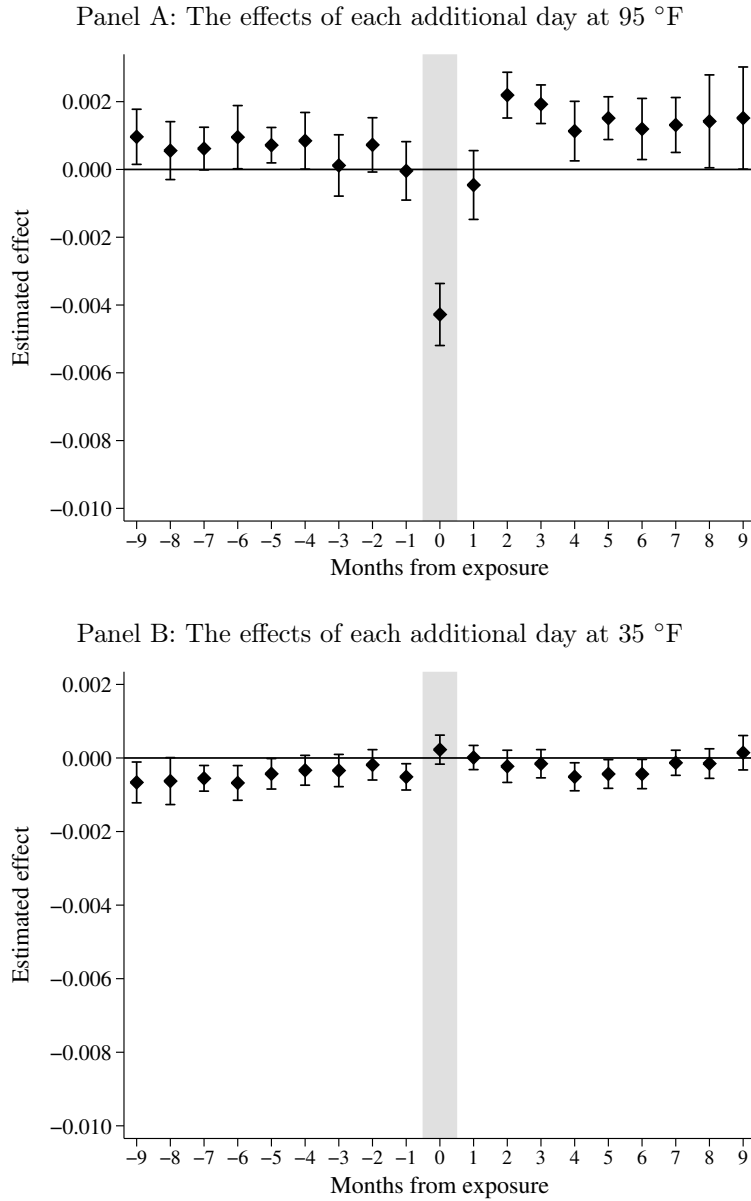 Panel A: The effects of each additional day at 95 °F
0.002
0.000
−0.002
−0.004
−0.006
−0.008
−0.010
Estimated effect
−9 −8 −7 −6 −5 −4 −3 −2 −1 0 1 2 3 4 5 6 7 8 9
Months from exposure
Panel B: The effects of each additional day at 35 °F
0.002
0.000
−0.002
−0.004
−0.006
−0.008
−0.010
Estimated effect
−9 −8 −7 −6 −5 −4 −3 −2 −1 0 1 2 3 4 5 6 7 8 9
Months from exposure